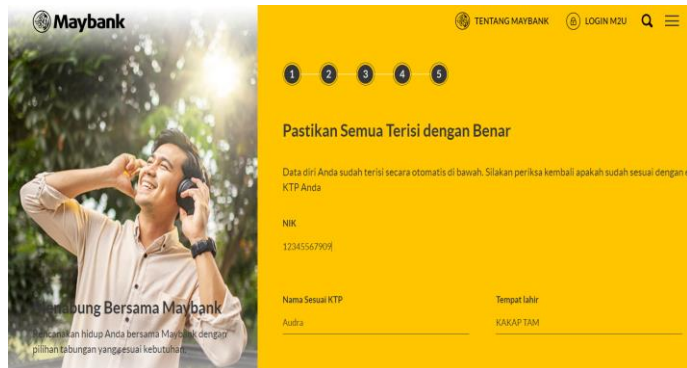 Maybank
TENTANG MAYBANK
LOGIN M2U
1 2 3 4 5
Pastikan Semua Terisi dengan Benar
Data diri Anda sudah terisi secara otomatis di bawah. Silakan periksa kembali apakah sudah sesuai dengan
KTP Anda
NIK
12345567909
Nama Sesuai KTP
Tempat lahir
Audra
KAKAP TAM
Menabung Bersama Maybank
Rencanakan hidup Anda bersama Maybank dengan
pilihan tabungan yang sesuai kebutuhan.